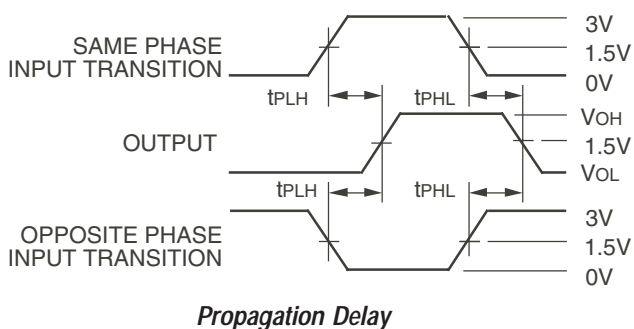 SAME PHASE
INPUT TRANSITION
3V
1.5V
0V
tPLH
tPHL
OUTPUT
VOH
1.5V
VOL
tPLH
tPHL
OPPOSITE PHASE
INPUT TRANSITION
3V
1.5V
0V
Propagation Delay